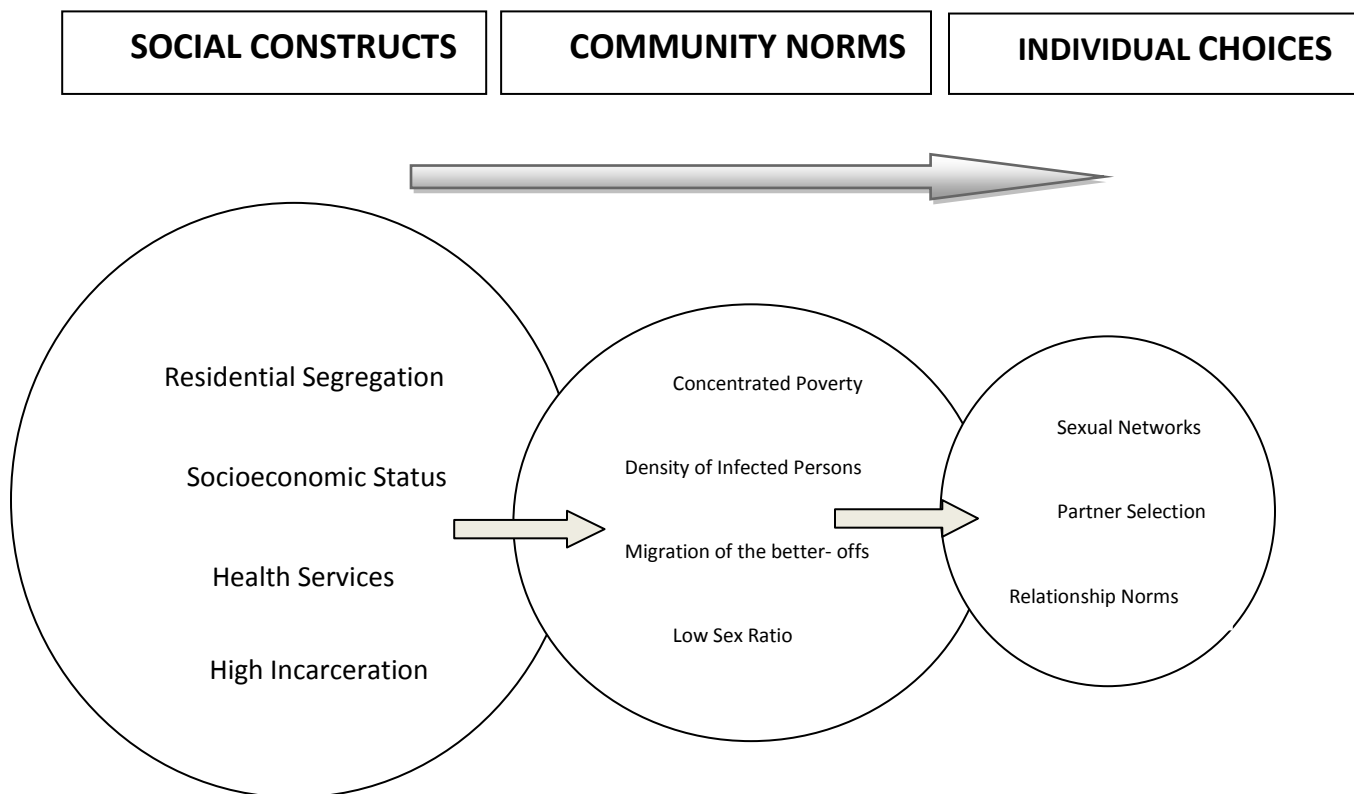 SOCIAL CONSTRUCTS
COMMUNITY NORMS
INDIVIDUAL CHOICES
Residential Segregation
Socioeconomic Status
Health Services
High Incarceration
Concentrated Poverty
Density of Infected Persons
Migration of the better- offs
Low Sex Ratio
Sexual Networks
Partner Selection
Relationship Norms